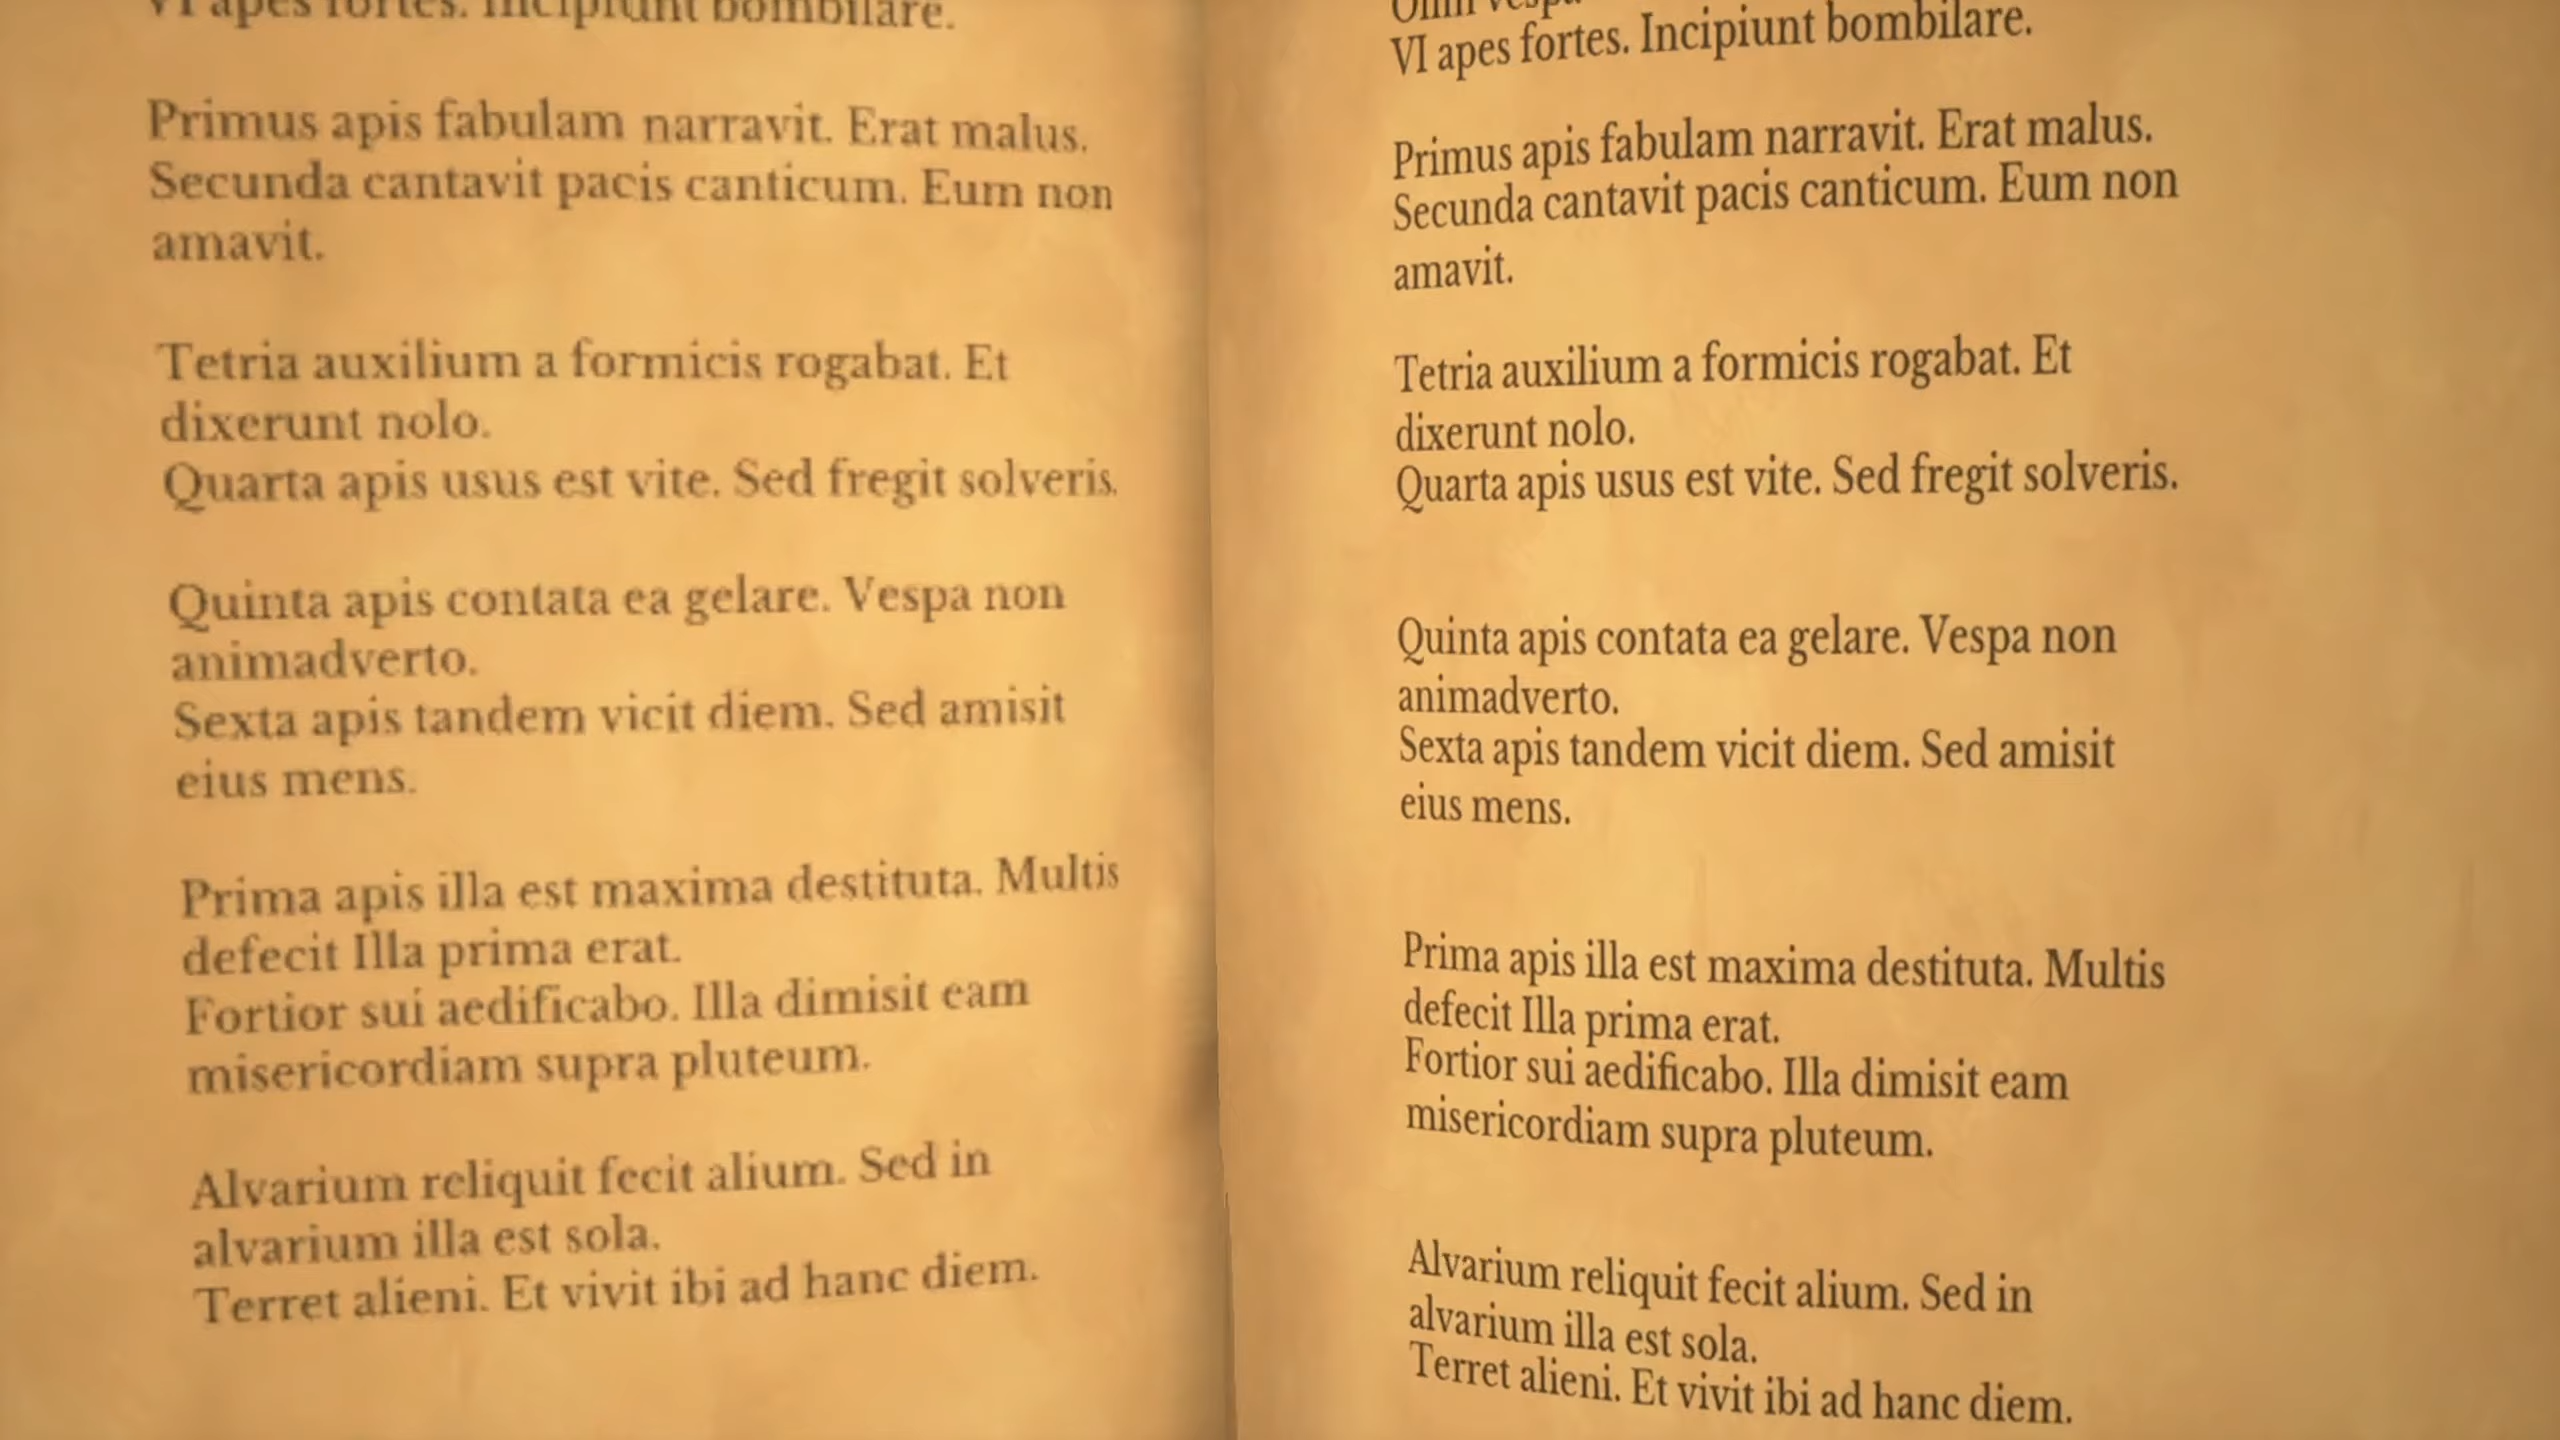 VI apes fortes. Incipiunt bombilare.
Primus apis fabulam narravit. Erat malus.
Secunda cantavit pacis canticum. Eum non
amavit.
Tetria auxilium a formicis rogabat. Et
dixerunt nolo.
Quarta apis usus est vite. Sed fregit solveris.
Quinta apis contata ea gelare. Vespa non
animadverto.
Sexta apis tandem vicit diem. Sed amisit
eius mens.
Prima apis illa est maxima destituta. Multis
defecit Illa prima erat.
Fortior sui aedificabo. Illa dimisit eam
misericordiam supra pluteum.
Alvarium reliquit fecit alium. Sed in
alvarium illa est sola.
Terret alieni. Et vivit ibi ad hanc diem.
VI apes fortes. Incipiunt bombilare.
Primus apis fabulam narravit. Erat malus.
Secunda cantavit pacis canticum. Eum non
amavit.
Tetria auxilium a formicis rogabat. Et
dixerunt nolo.
Quarta apis usus est vite. Sed fregit solveris.
Quinta apis contata ea gelare. Vespa non
animadverto.
Sexta apis tandem vicit diem. Sed amisit
eius mens.
Prima apis illa est maxima destituta. Multis
defecit Illa prima erat.
Fortior sui aedificabo. Illa dimisit eam
misericordiam supra pluteum.
Alvarium reliquit fecit alium. Sed in
alvarium illa est sola.
Terret alieni. Et vivit ibi ad hanc diem.